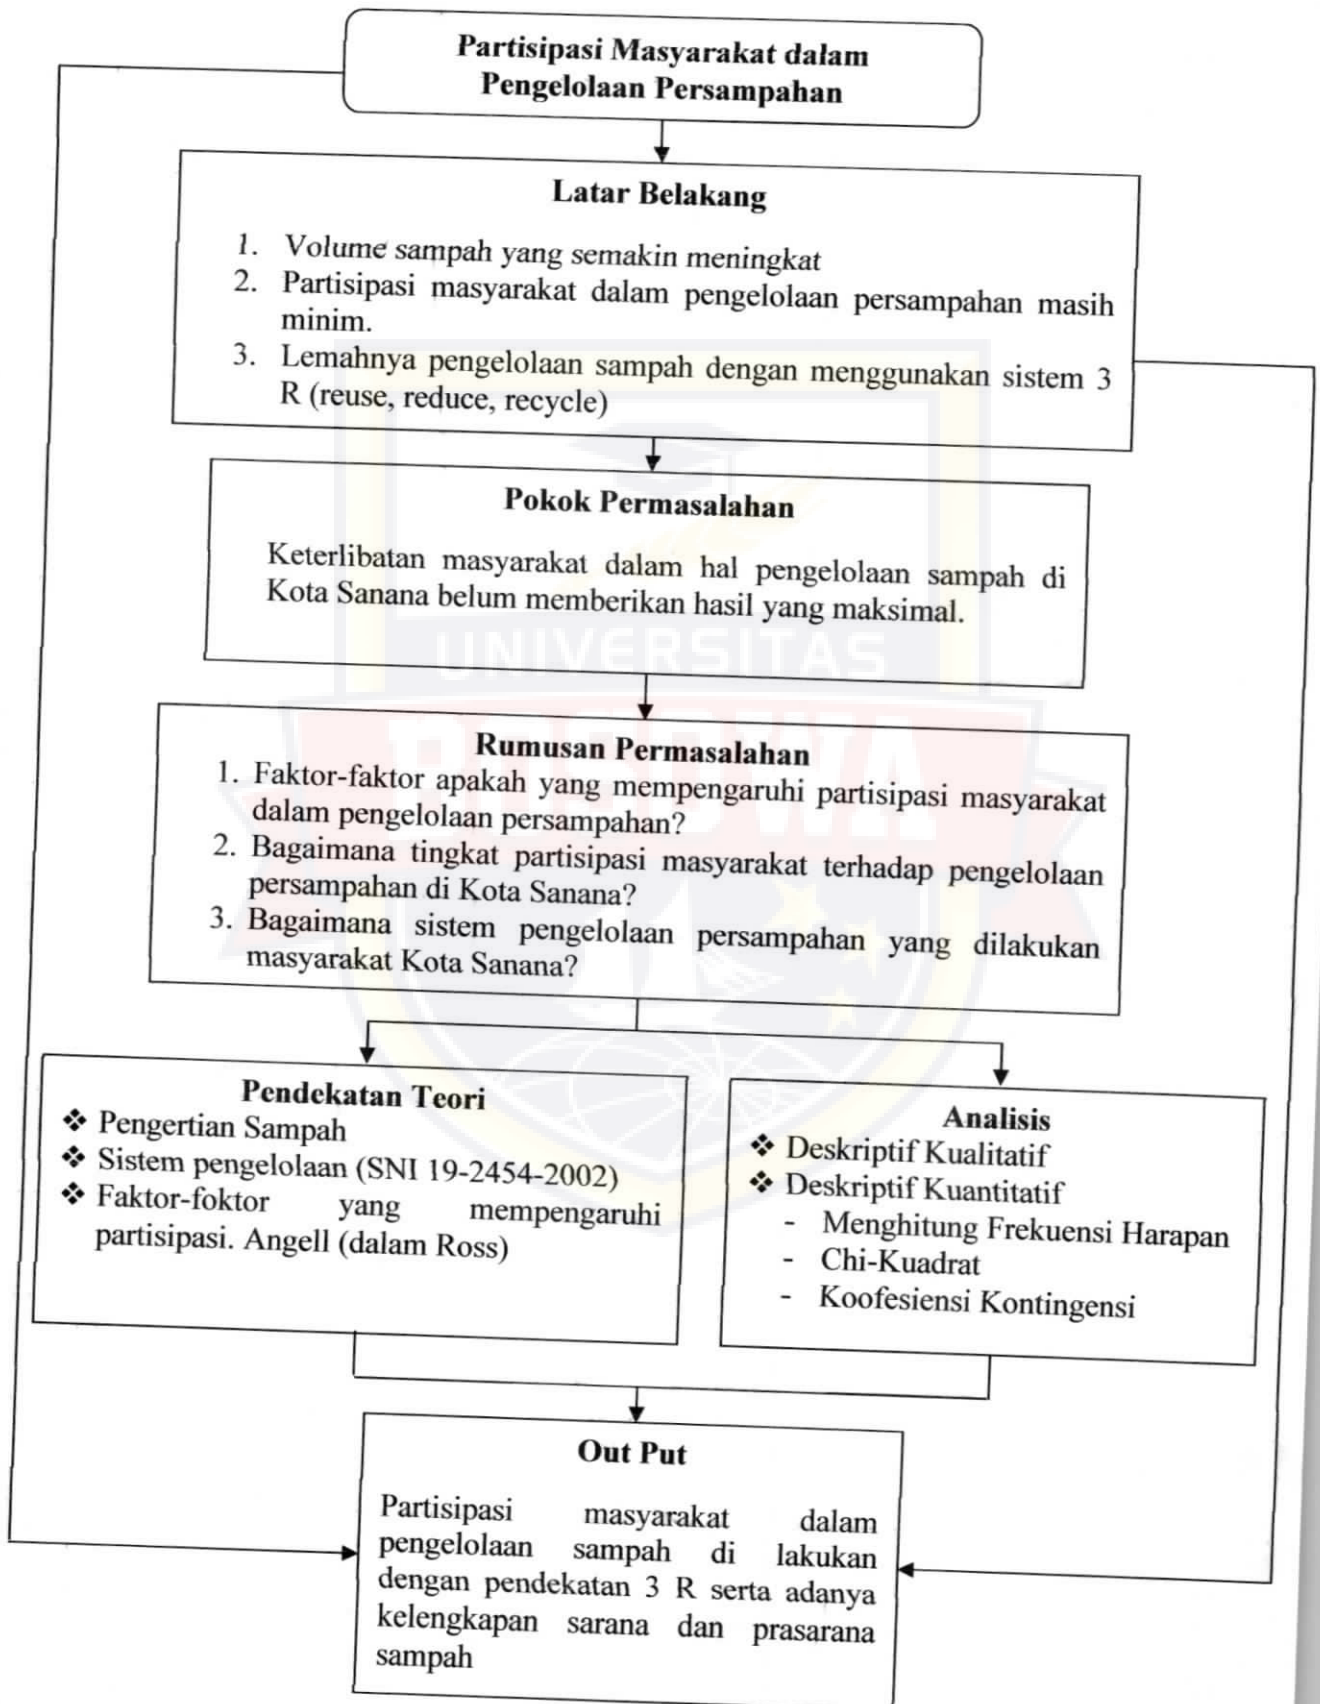 Partisipasi Masyarakat dalam
Pengelolaan Persampahan
Latar Belakang
1. Volume sampah yang semakin meningkat
2. Partisipasi masyarakat dalam pengelolaan persampahan masih
minim.
3. Lemahnya pengelolaan sampah dengan menggunakan sistem 3
R (reuse, reduce, recycle)
Pokok Permasalahan
Keterlibatan masyarakat dalam hal pengelolaan sampah di
Kota Sanana belum memberikan hasil yang maksimal.
UNIVERSITAS
BOSOWA
Rumusan Permasalahan
1. Faktor-faktor apakah yang mempengaruhi partisipasi masyarakat
dalam pengelolaan persampahan?
2. Bagaimana tingkat partisipasi masyarakat terhadap pengelolaan
persampahan di Kota Sanana?
3. Bagaimana sistem pengelolaan persampahan yang dilakukan
masyarakat Kota Sanana?
Pendekatan Teori
❖ Pengertian Sampah
❖ Sistem pengelolaan (SNI 19-2454-2002)
❖ Faktor-foktor yang mempengaruhi
partisipasi. Angell (dalam Ross)
Analisis
❖ Deskriptif Kualitatif
❖ Deskriptif Kuantitatif
- Menghitung Frekuensi Harapan
- Chi-Kuadrat
- Koofesiensi Kontingensi
Out Put
Partisipasi masyarakat dalam
pengelolaan sampah di lakukan
dengan pendekatan 3 R serta adanya
kelengkapan sarana dan prasarana
sampah